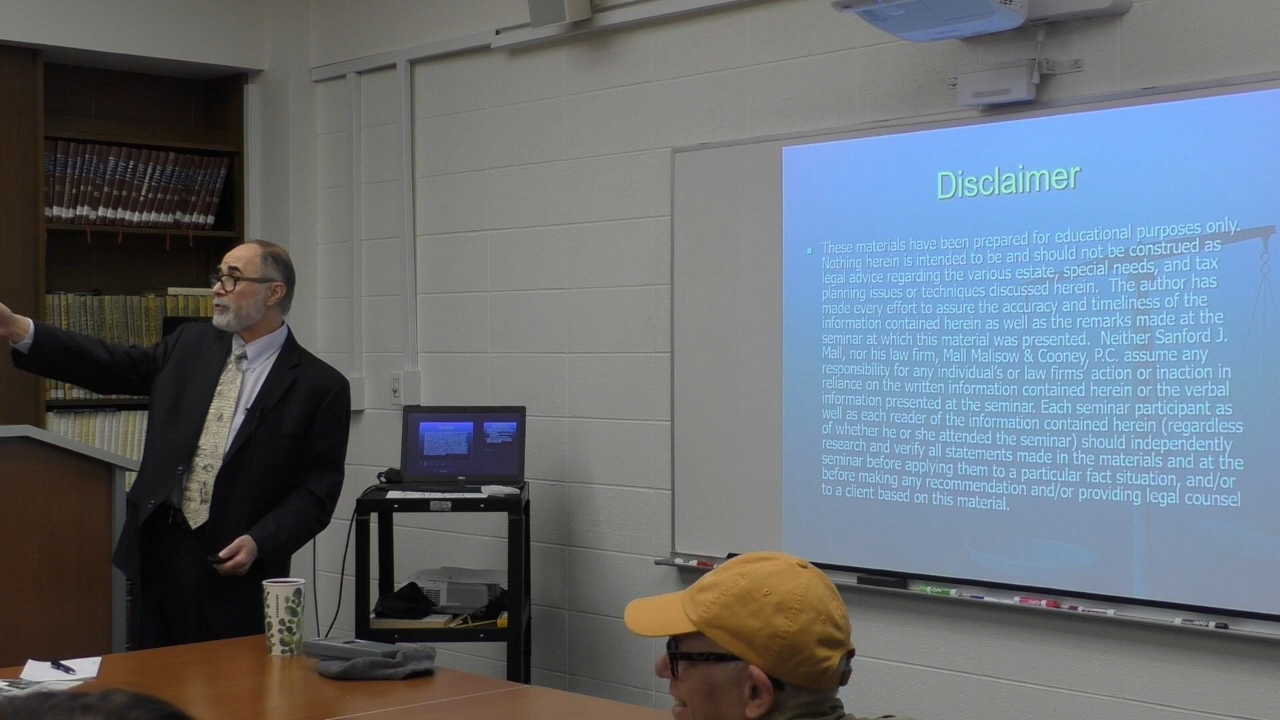 Disclaimer
These materials have been prepared for educational purposes only.
Nothing herein is intended to be and should not be construed as
legal advice regarding the various estate, special needs, and tax
planning issues or techniques discussed herein. The author has
made every effort to assure the accuracy and timeliness of the
information contained herein as well as the remarks made at the
seminar at which this material was presented. Neither Sanford J.
Mall, nor his law firm, Mall Malisow & Cooney, P.C. assume any
responsibility for any individual's or law firms' action or inaction in
reliance on the written information contained herein or the verbal
information presented at the seminar. Each seminar participant as
well as each reader of the information contained herein (regardless
of whether he or she attended the seminar) should independently
research and verify all statements made in the materials and at the
seminar before applying them to a particular fact situation, and/or
before making any recommendation and/or providing legal counsel
to a client based on this material.